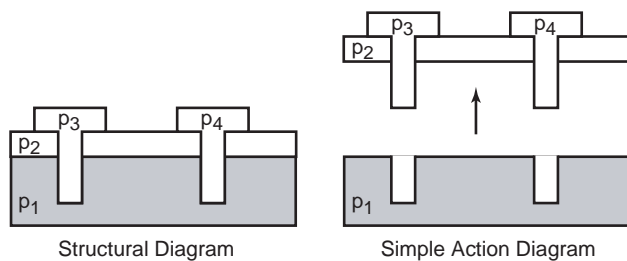 p3 p4
p2
p1
Structural Diagram
p3 p4
p2
p1
Simple Action Diagram